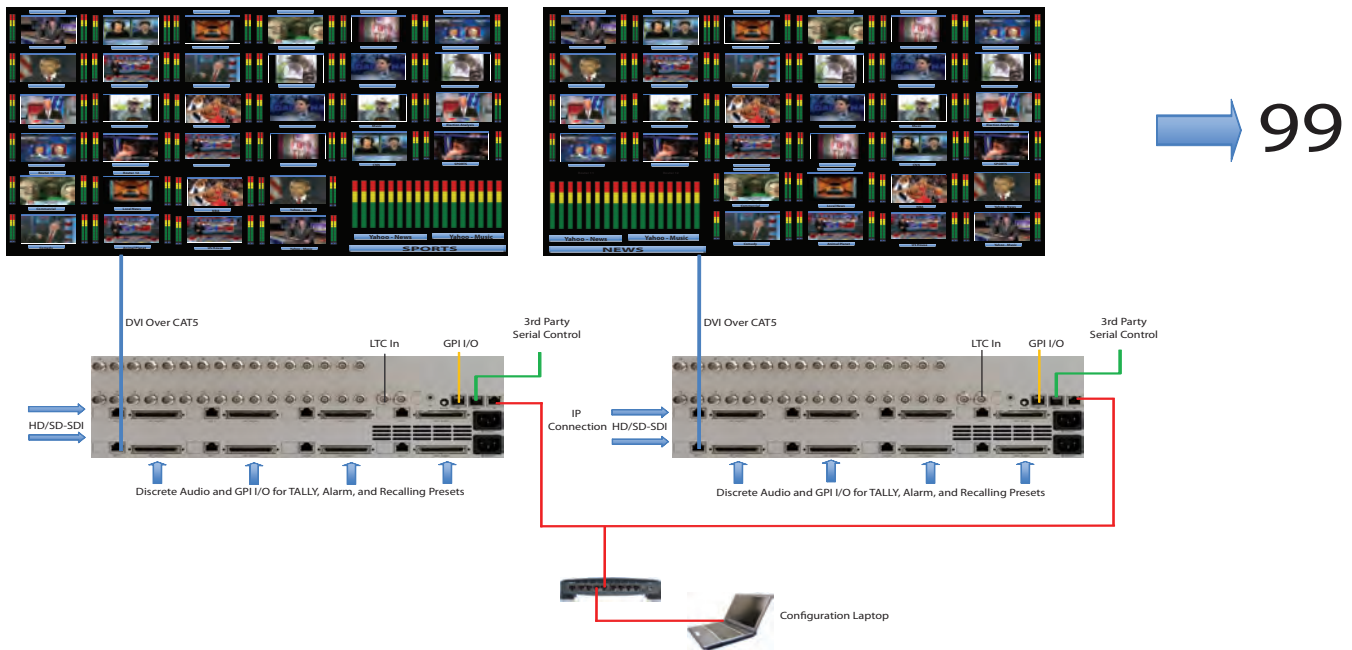 99
Yahoo - News
Yahoo - Music
SPORTS
Yahoo - News
Yahoo - Music
NEWS
DVI Over CAT5
3rd Party
Serial Control
LTC In
GPI I/O
DVI Over CAT5
3rd Party
Serial Control
LTC In
GPI I/O
HD/SD-SDI
IP
Connection
HD/SD-SDI
Discrete Audio and GPI I/O for TALLY, Alarm, and Recalling Presets
Discrete Audio and GPI I/O for TALLY, Alarm, and Recalling Presets
Configuration Laptop